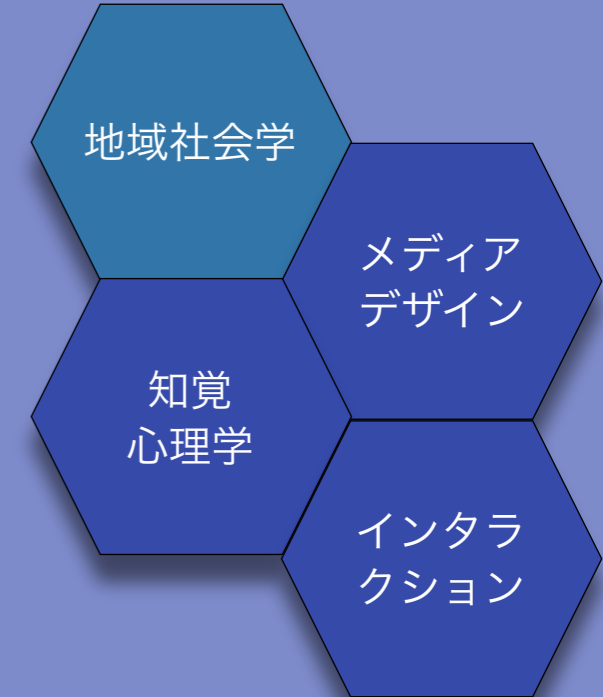 地域社会学
メディア
デザイン
知覚
心理学
インタラ
クション